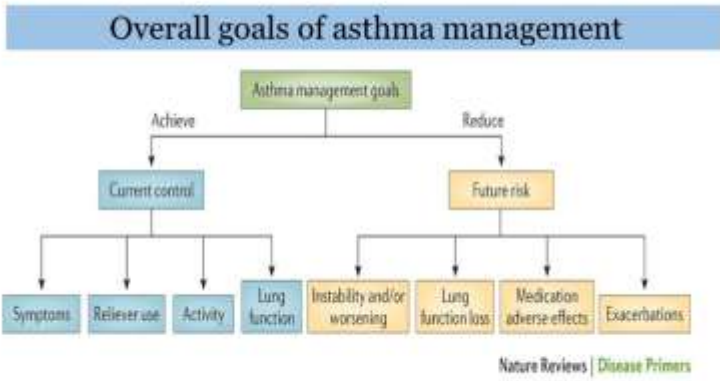 Overall goals of asthma management
Asthma management goals
Achieve
Reduce
Current control
Future risk
Symptoms
Reliever use
Activity
Lung
function
Instability and/or
worsening
Lung
function loss
Medication
adverse effects
Exacerbations
Nature Reviews | Disease Primers